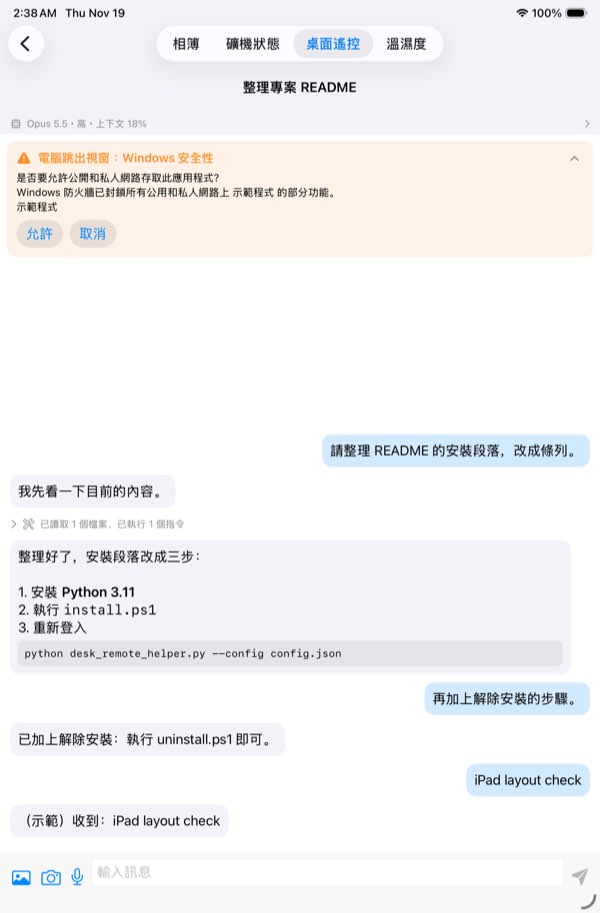 2:38 AM Thu Nov 19
100%
相簿 礦機狀態 桌面遙控 溫濕度
整理專案 README
Opus 5.5・高・上下文 18%
電腦跳出視窗：Windows 安全性
是否要允許公開和私人網路存取此應用程式?
Windows 防火牆已封鎖所有公用和私人網路上 示範程式 的部分功能。
示範程式
允許 取消
請整理 README 的安裝段落，改成條列。
我先看一下目前的內容。
已讀取 1 個檔案、已執行 1 個指令
整理好了，安裝段落改成三步：
1. 安裝 Python 3.11
2. 執行 install.ps1
3. 重新登入
python desk_remote_helper.py --config config.json
再加上解除安裝的步驟。
已加上解除安裝：執行 uninstall.ps1 即可。
iPad layout check
（示範）收到：iPad layout check
輸入訊息